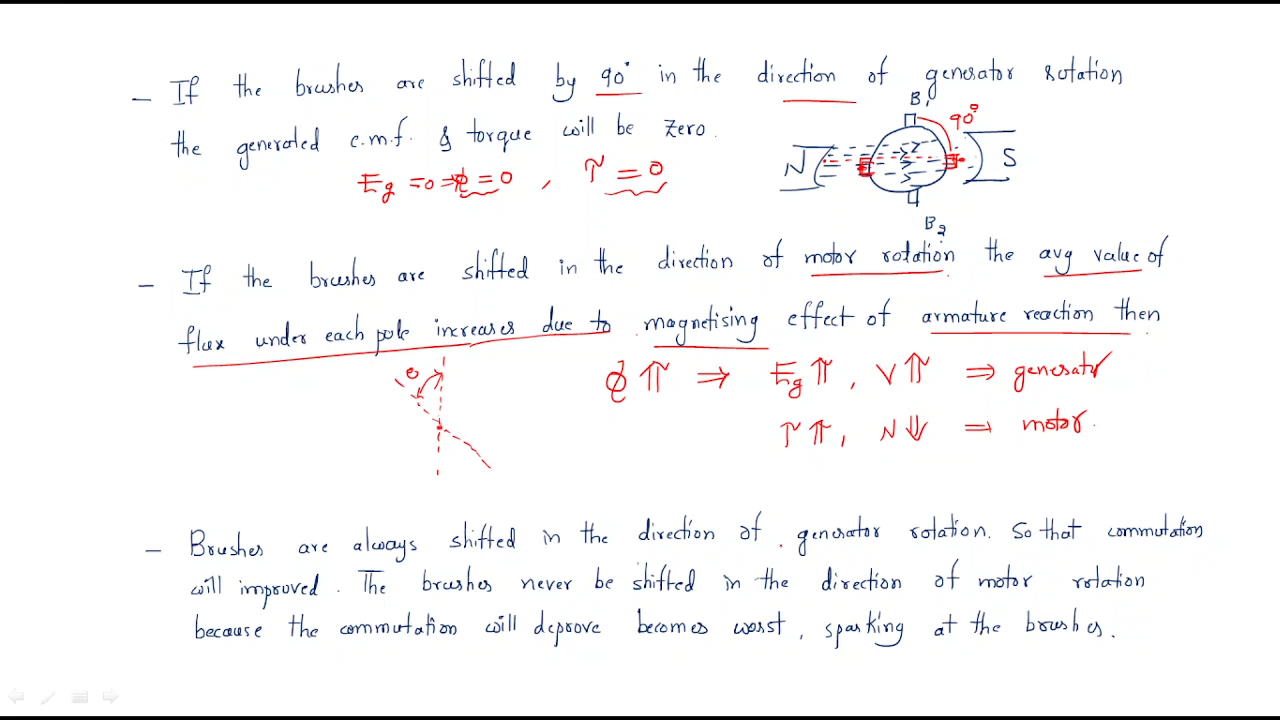 – If the brushes are shifted by 90° in the direction of generator rotation
the generated e.m.f. & torque will be zero.
B₁
90°
N
S
B₂
Eg = 0 ⇒ φ = 0 , τ = 0
– If the brushes are shifted in the direction of motor rotation the avg value of
flux under each pole increases due to magnetising effect of armature reaction then
θ
φ ⇑ ⇒ Eg ⇑, V ⇑ ⇒ generator
τ ⇑, N ⇓ ⇒ motor.
– Brushes are always shifted in the direction of generator rotation. So that commutation
will improved. The brushes never be shifted in the direction of motor rotation
because the commutation will deprove becomes worst, sparking at the brushes.